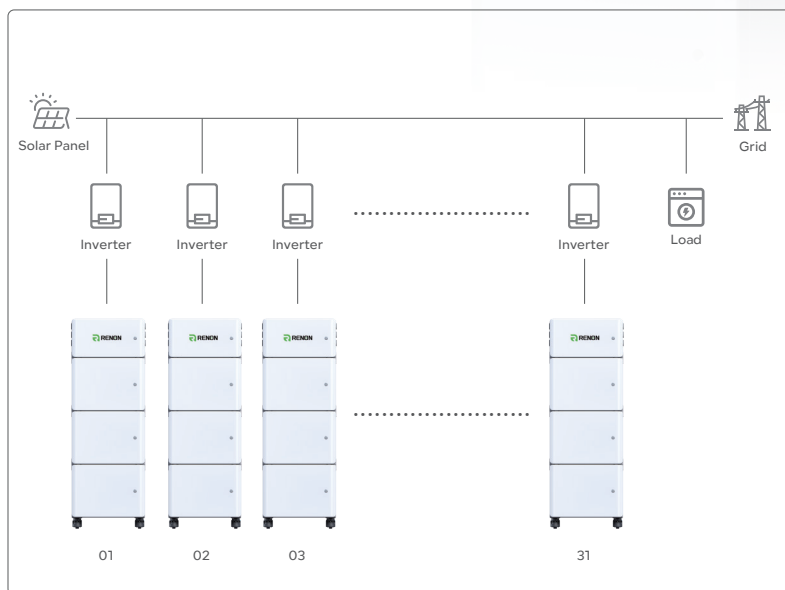 Solar Panel
Grid
Inverter
Inverter
Inverter
Inverter
Load
RENON
RENON
RENON
RENON
01
02
03
31